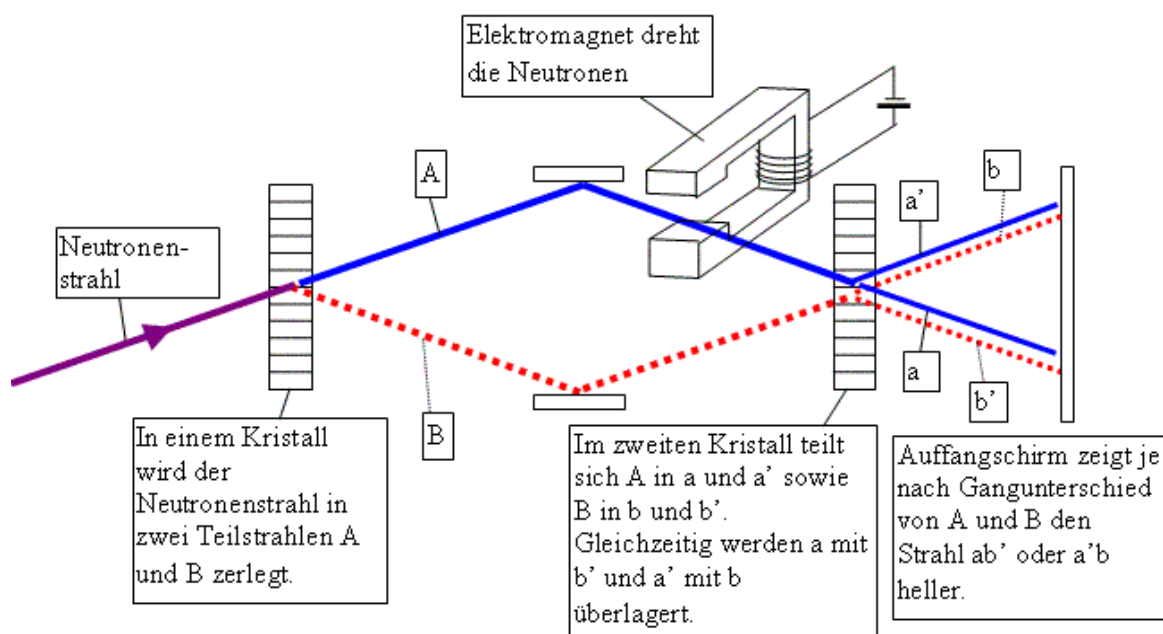 Elektromagnet dreht
die Neutronen
A
a’
b
Neutronen-
strahl
B
a
b’
In einem Kristall
wird der
Neutronenstrahl in
zwei Teilstrahlen A
und B zerlegt.
Im zweiten Kristall teilt
sich A in a und a’ sowie
B in b und b’.
Gleichzeitig werden a mit
b’ und a’ mit b
überlagert.
Auffangschirm zeigt je
nach Gangunterschied
von A und B den
Strahl ab’ oder a’b
heller.